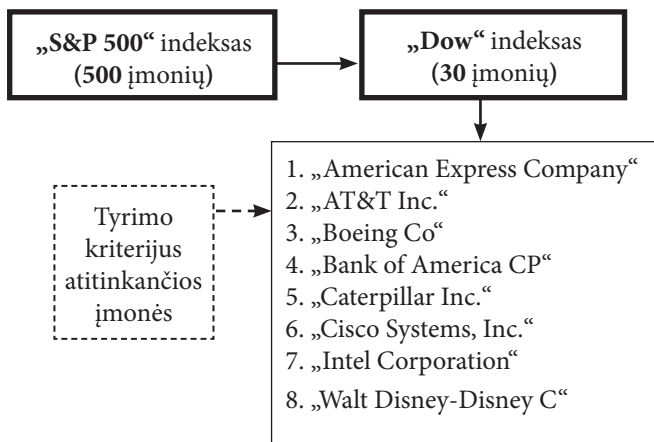 „S&P 500“ indeksas
(500 įmonių)
„Dow“ indeksas
(30 įmonių)
Tyrimo
kriterijus
atitinkančios
įmonės
1. „American Express Company“
2. „AT&T Inc.“
3. „Boeing Co“
4. „Bank of America CP“
5. „Caterpillar Inc.“
6. „Cisco Systems, Inc.“
7. „Intel Corporation“
8. „Walt Disney-Disney C“